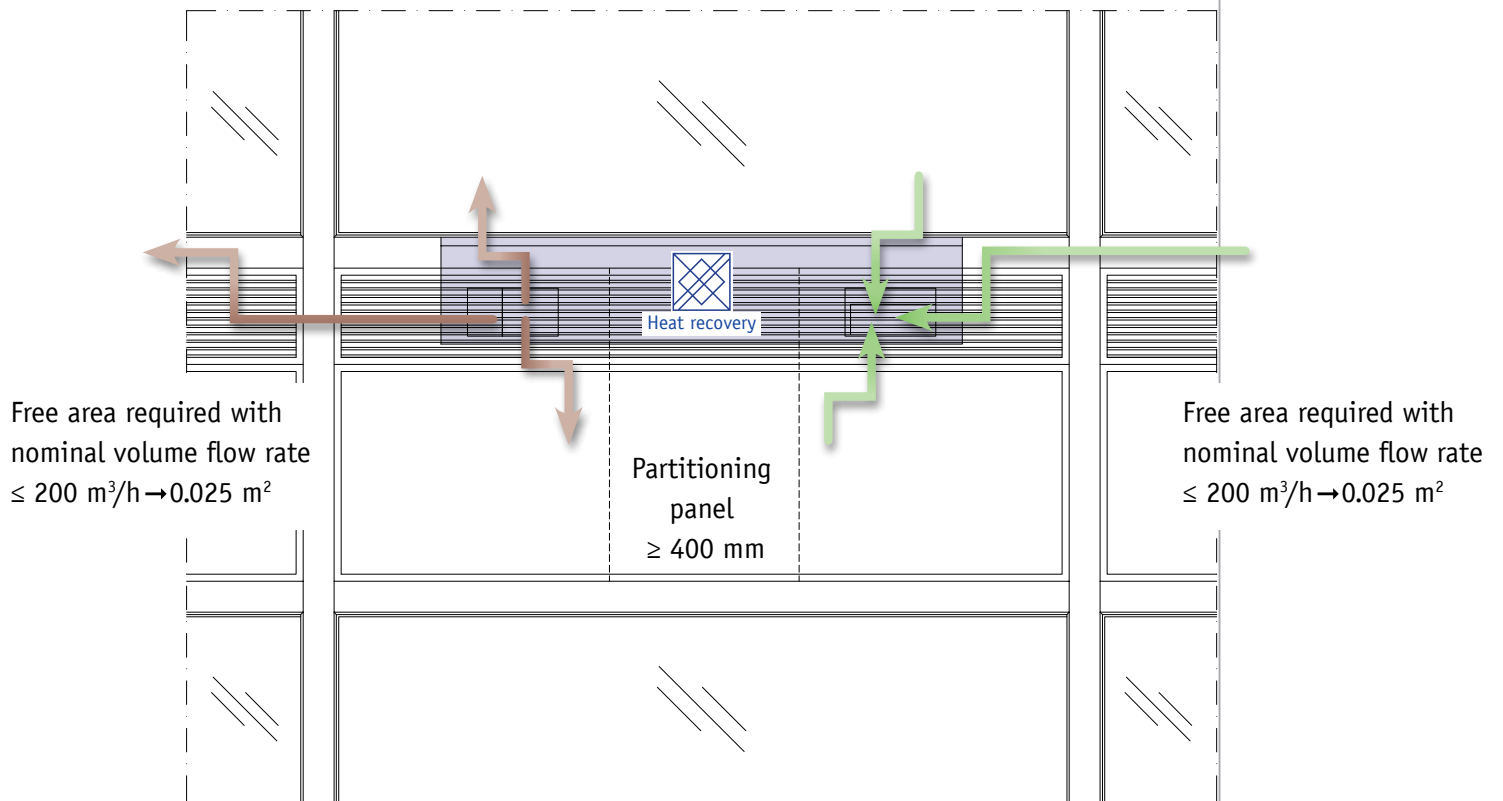 Heat recovery
Free area required with
nominal volume flow rate
≤ 200 m³/h→0.025 m²
Partitioning
panel
≥ 400 mm
Free area required with
nominal volume flow rate
≤ 200 m³/h→0.025 m²